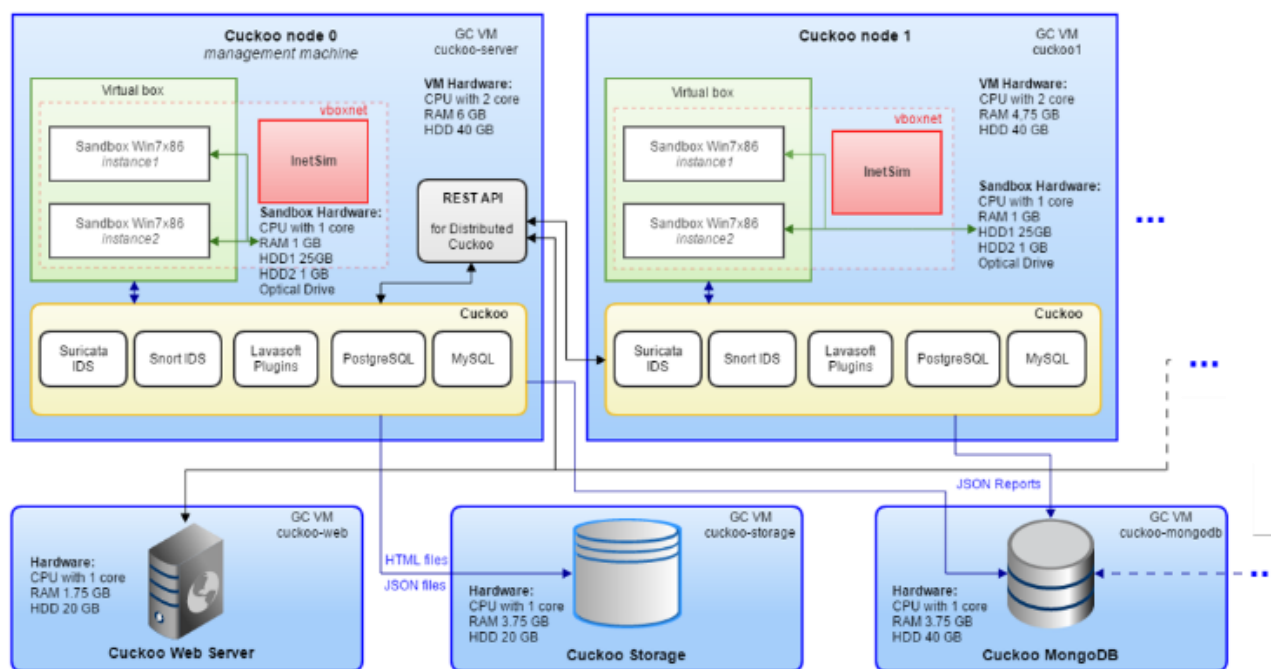 Cuckoo node 0
management machine
GC VM
cuckoo-server
Virtual box
vboxnet
Sandbox Win7x86
instance1
Sandbox Win7x86
instance2
InetSim
VM Hardware:
CPU with 2 core
RAM 6 GB
HDD 40 GB
Sandbox Hardware:
CPU with 1 core
RAM 1 GB
HDD1 25GB
HDD2 1 GB
Optical Drive
REST API
for Distributed
Cuckoo
Cuckoo
Suricata
IDS
Snort IDS
Lavasoft
Plugins
PostgreSQL
MySQL
Cuckoo node 1
GC VM
cuckoo1
Virtual box
vboxnet
Sandbox Win7x86
instance1
Sandbox Win7x86
instance2
InetSim
VM Hardware:
CPU with 2 core
RAM 4,75 GB
HDD 40 GB
Sandbox Hardware:
CPU with 1 core
RAM 1 GB
HDD1 25GB
HDD2 1 GB
Optical Drive
...
Cuckoo
Suricata
IDS
Snort IDS
Lavasoft
Plugins
PostgreSQL
MySQL
...
JSON Reports
GC VM
cuckoo-web
Hardware:
CPU with 1 core
RAM 1.75 GB
HDD 20 GB
Cuckoo Web Server
HTML files
JSON files
GC VM
cuckoo-storage
Hardware:
CPU with 1 core
RAM 3.75 GB
HDD 20 GB
Cuckoo Storage
GC VM
cuckoo-mongodb
Hardware:
CPU with 1 core
RAM 3.75 GB
HDD 40 GB
Cuckoo MongoDB
..